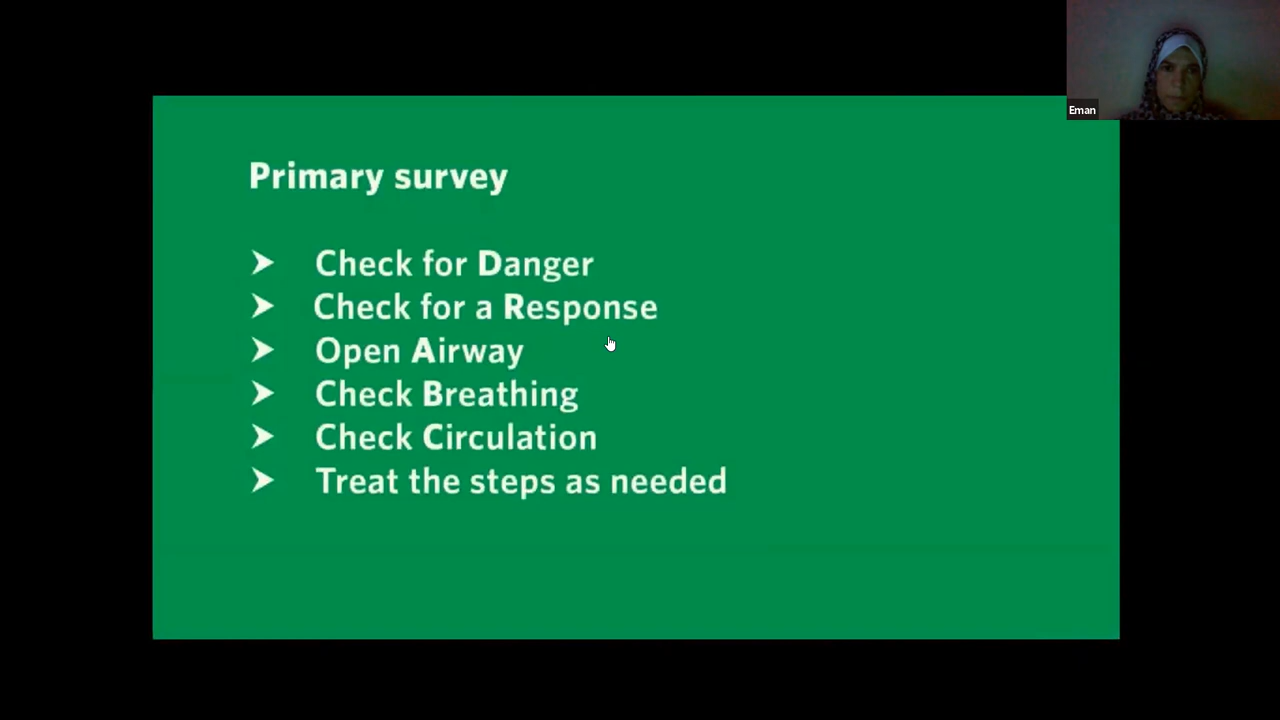 Eman
Primary survey
➤ Check for Danger
➤ Check for a Response
➤ Open Airway
➤ Check Breathing
➤ Check Circulation
➤ Treat the steps as needed